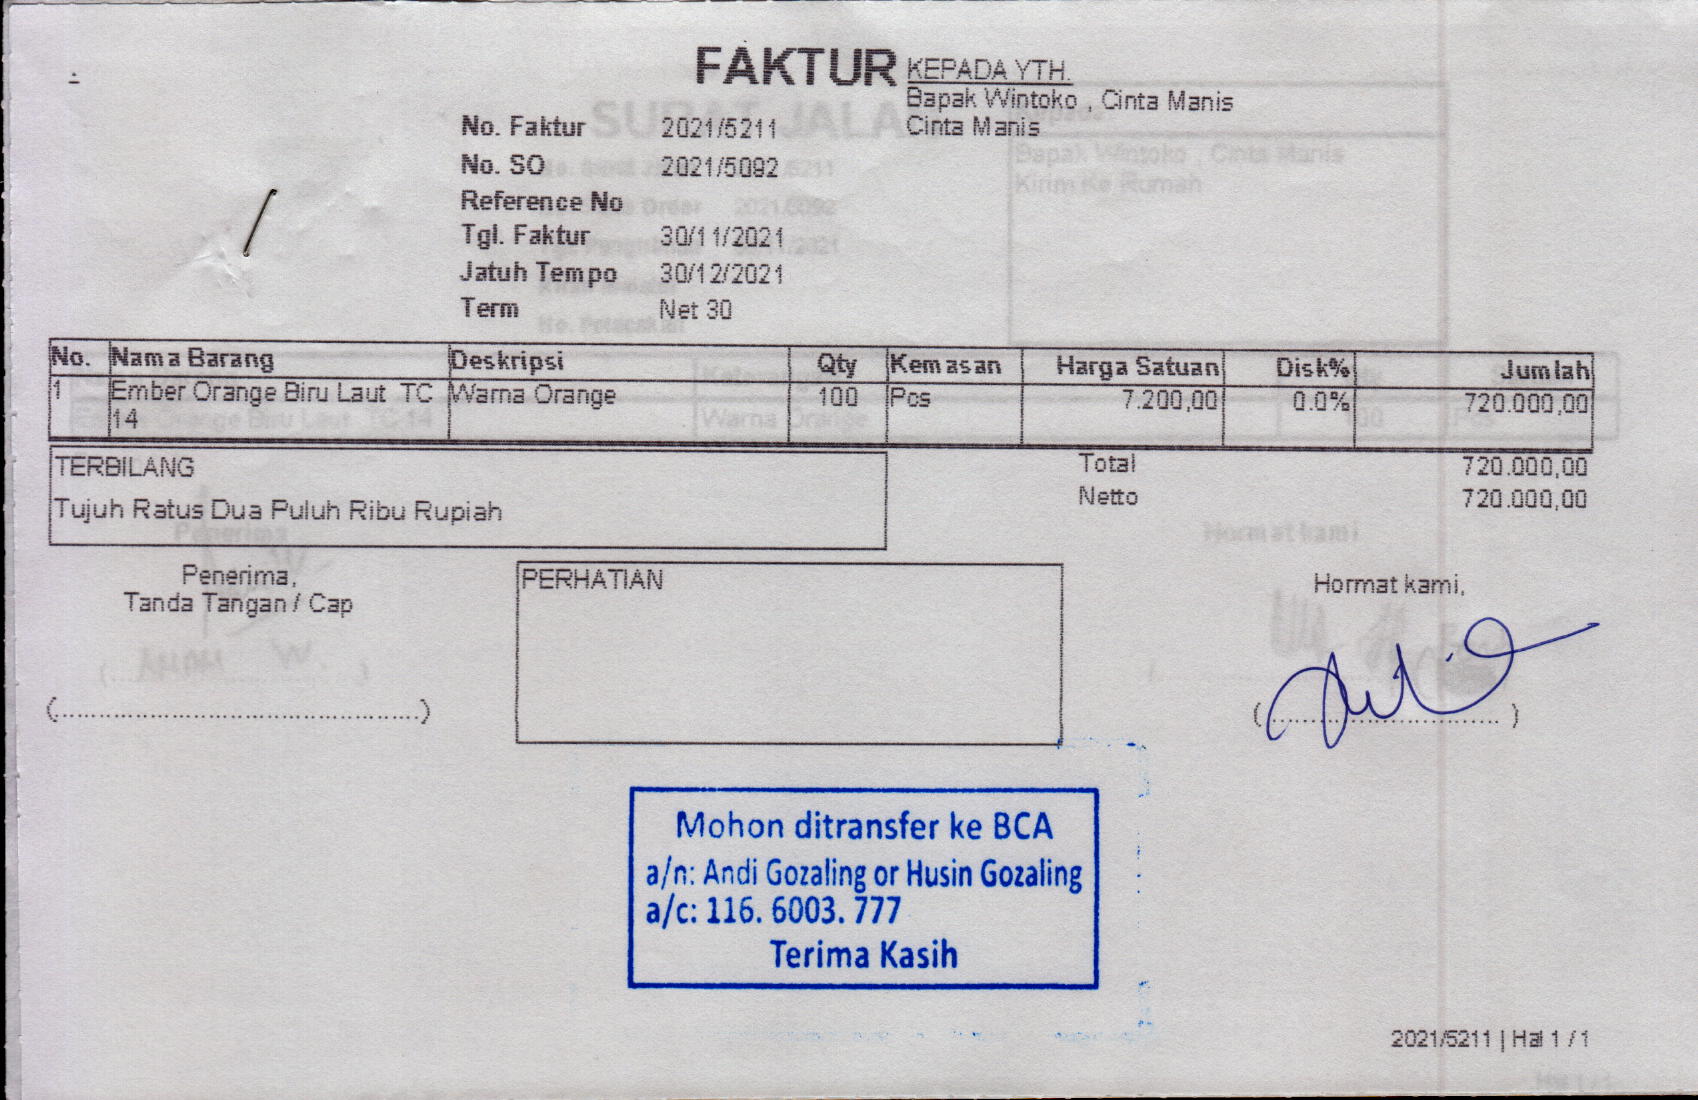 FAKTUR
KEPADA YTH.
Bapak Wintoko , Cinta Manis
Cinta Manis
No. Faktur 2021/5211
No. SO 2021/5092
Reference No
Tgl. Faktur 30/11/2021
Jatuh Tempo 30/12/2021
Term Net 30
No. Nama Barang Deskripsi Qty Kemasan Harga Satuan Disk% Jumlah
1 Ember Orange Biru Laut TC Warna Orange 100 Pcs 7.200,00 0.0% 720.000,00
14
TERBILANG
Tujuh Ratus Dua Puluh Ribu Rupiah
Total 720.000,00
Netto 720.000,00
Penerima,
Tanda Tangan / Cap
(................................................)
PERHATIAN
Hormat kami,
(..............................)
Mohon ditransfer ke BCA
a/n: Andi Gozaling or Husin Gozaling
a/c: 116. 6003. 777
Terima Kasih
2021/5211 | Hal 1 / 1